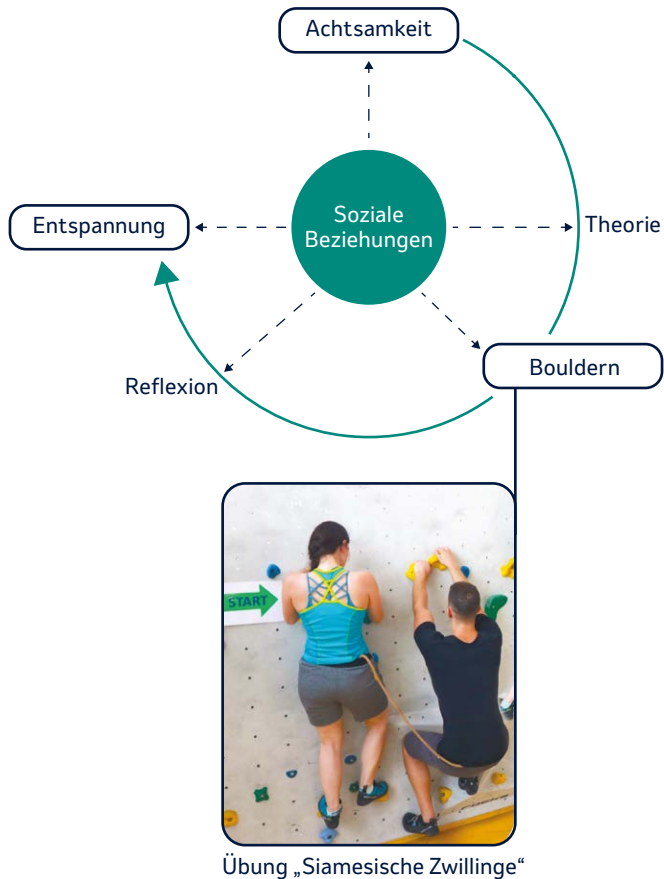 Achtsamkeit
Soziale
Beziehungen
Entspannung
Theorie
Bouldern
Reflexion
START
Übung „Siamesische Zwillinge“